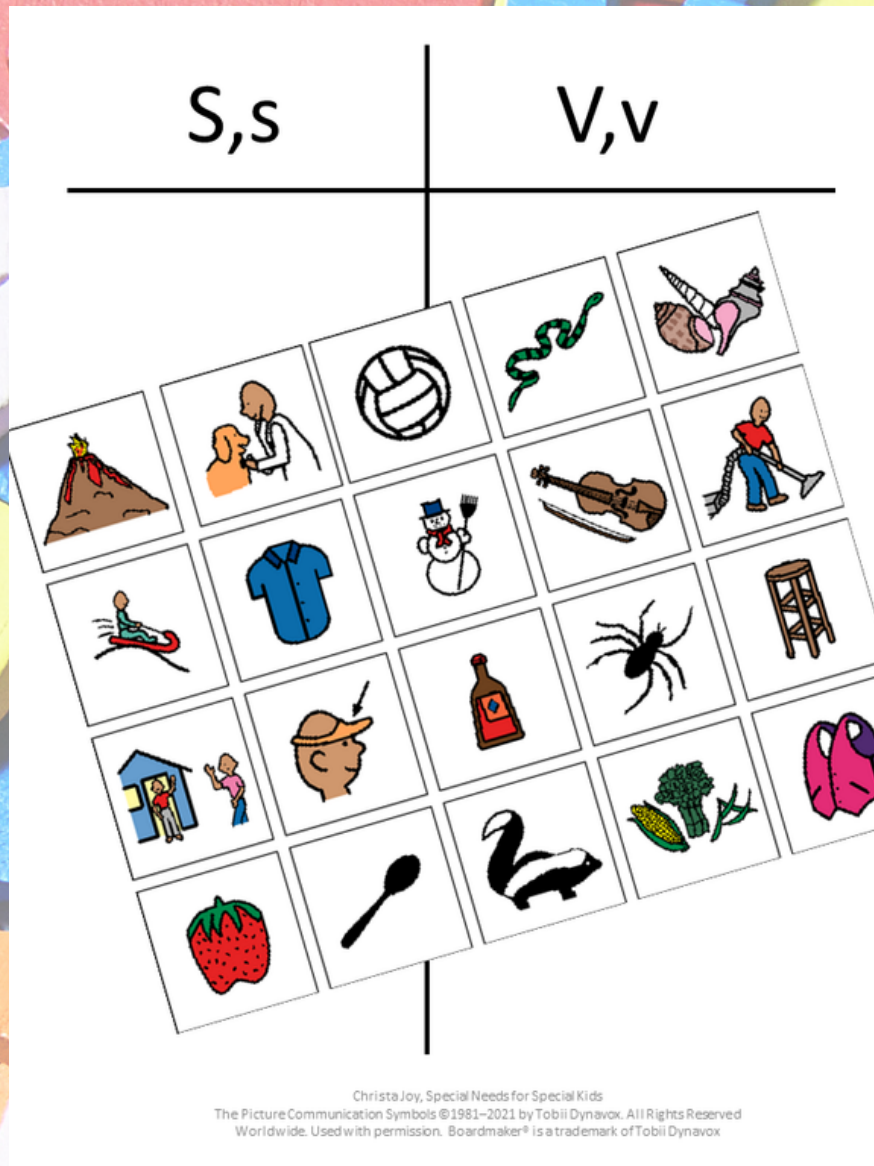 S,s
V,v
Christa Joy, Special Needs for Special Kids
The Picture Communication Symbols ©1981–2021 by Tobii Dynavox. All Rights Reserved
Worldwide. Used with permission. Boardmaker® is a trademark of Tobii Dynavox